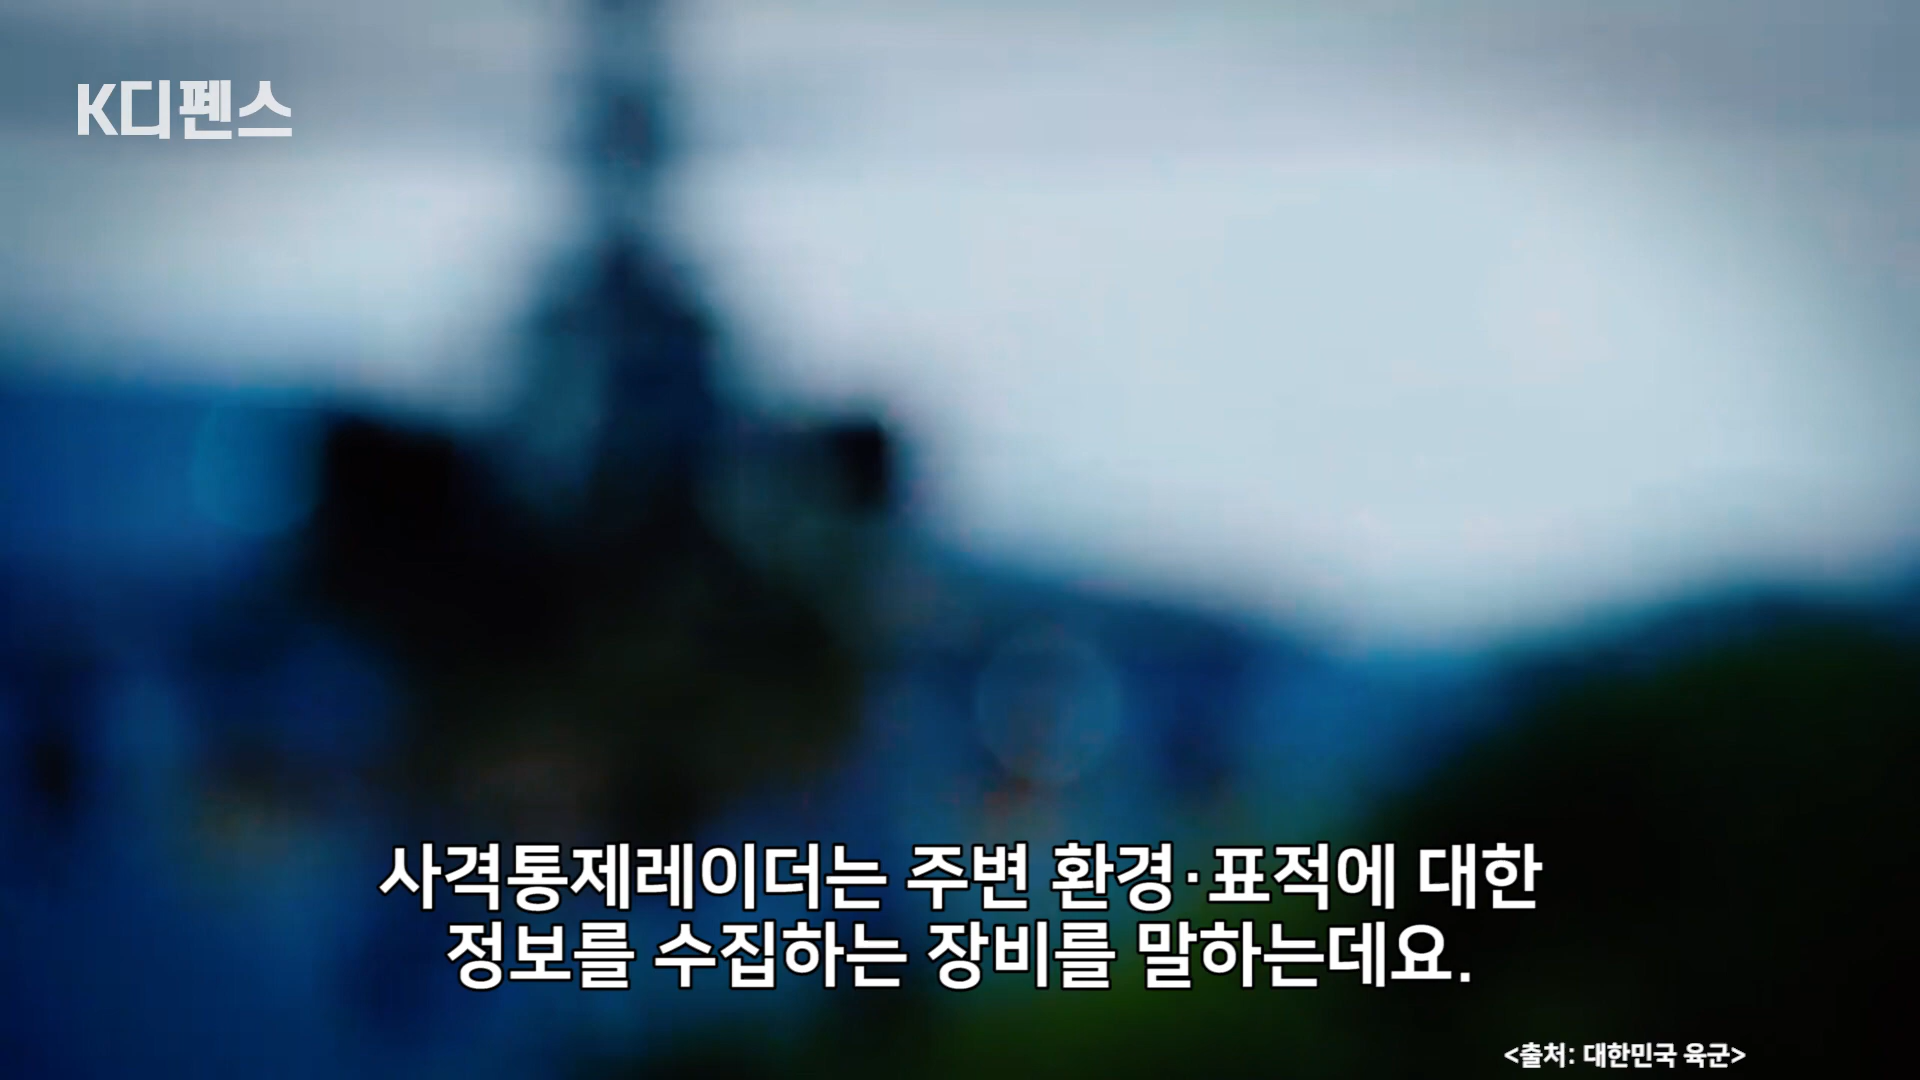 K디펜스
사격통제레이더는 주변 환경·표적에 대한
정보를 수집하는 장비를 말하는데요.
<출처: 대한민국 육군>